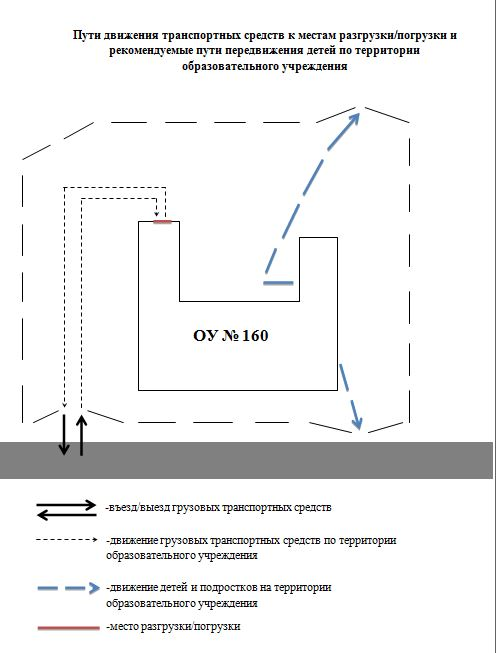 Пути движения транспортных средств к местам разгрузки/погрузки и
рекомендуемые пути передвижения детей по территории
образовательного учреждения
ОУ № 160
-въезд/выезд грузовых транспортных средств
-движение грузовых транспортных средств по территории
образовательного учреждения
-движение детей и подростков на территории
образовательного учреждения
-место разгрузки/погрузки